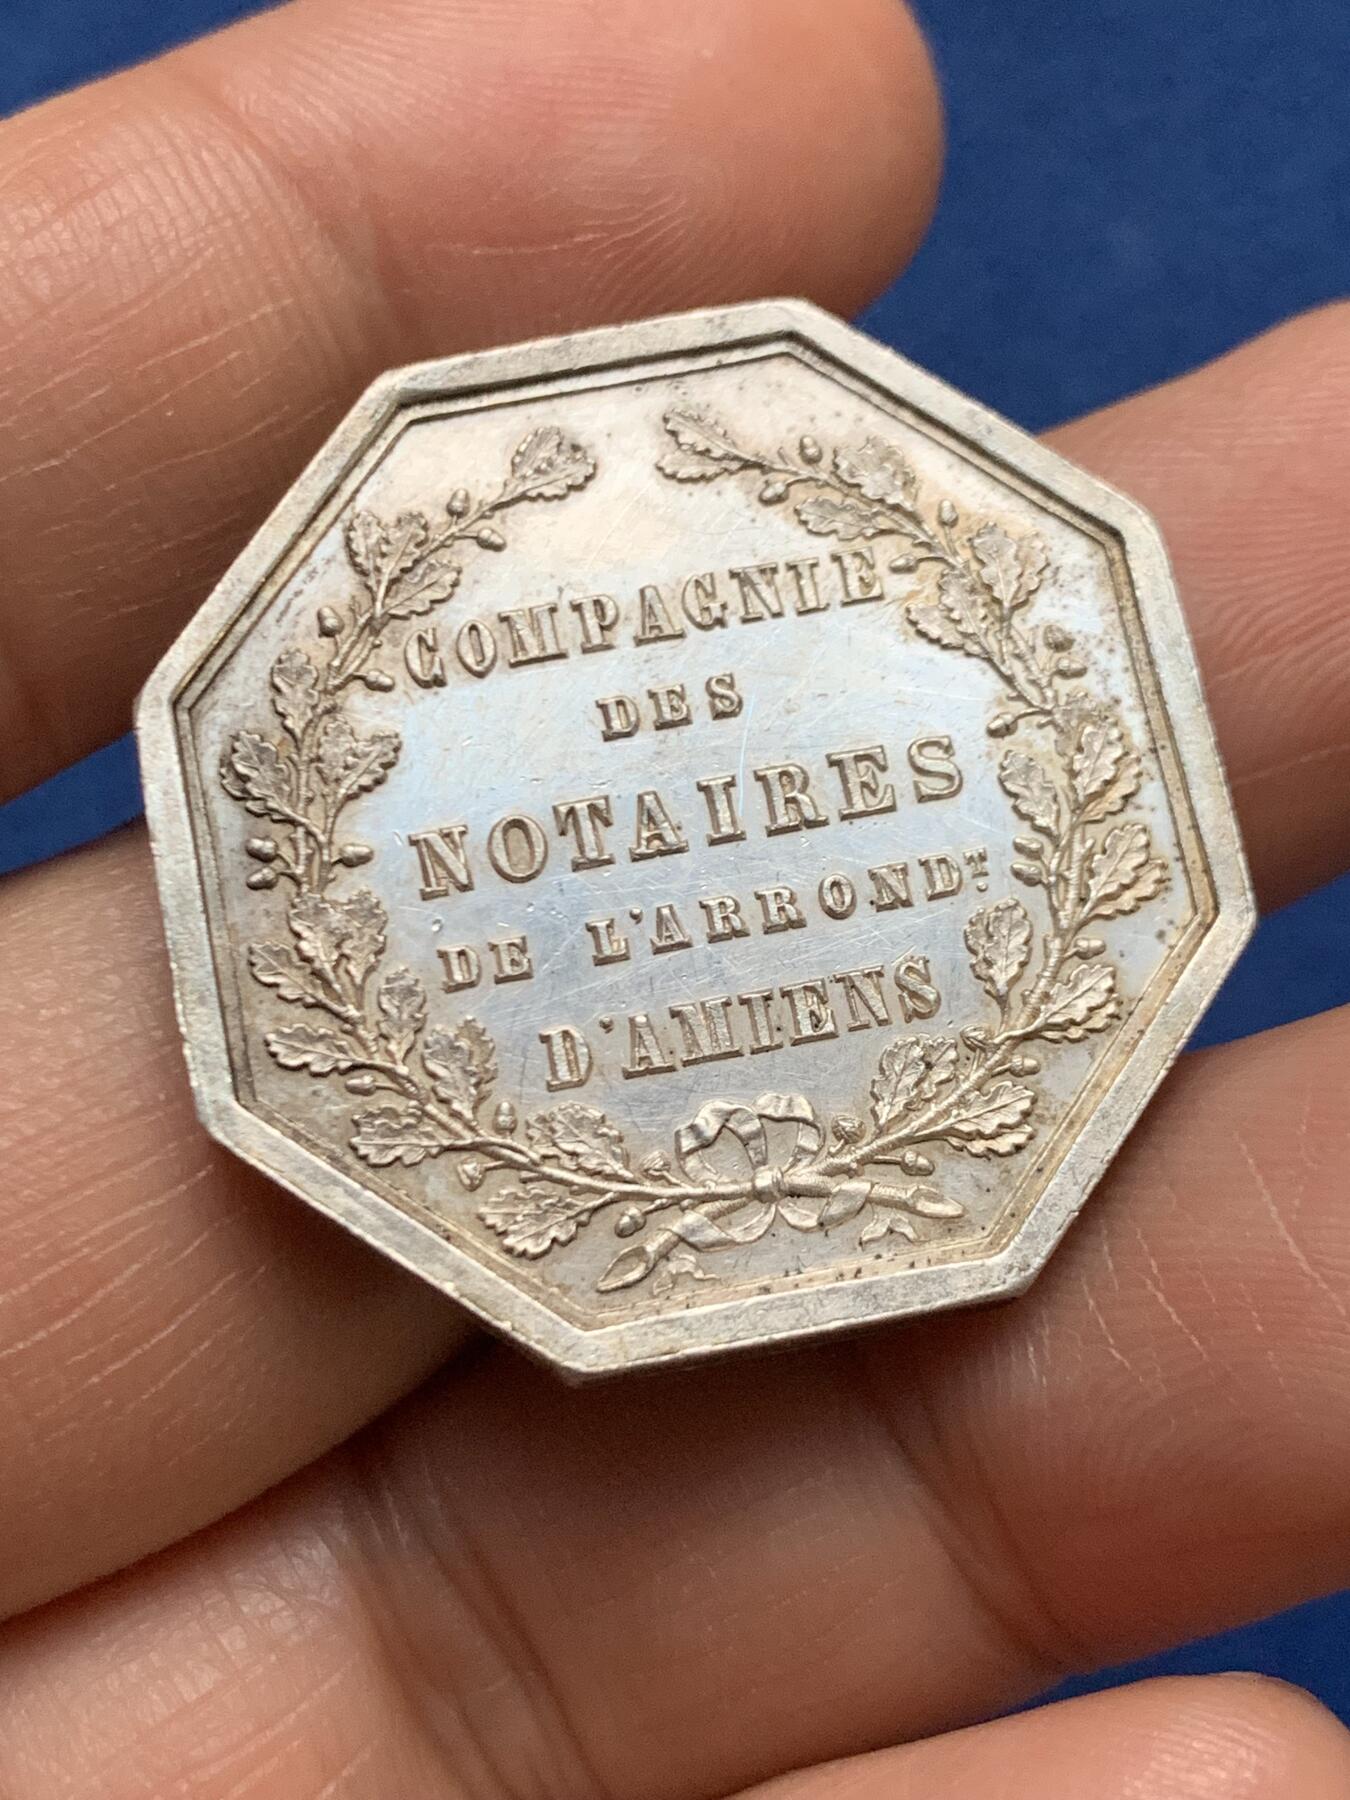 COMPAGNIE
DES
NOTAIRES
DE L'ARRONDT.
D'AMIENS